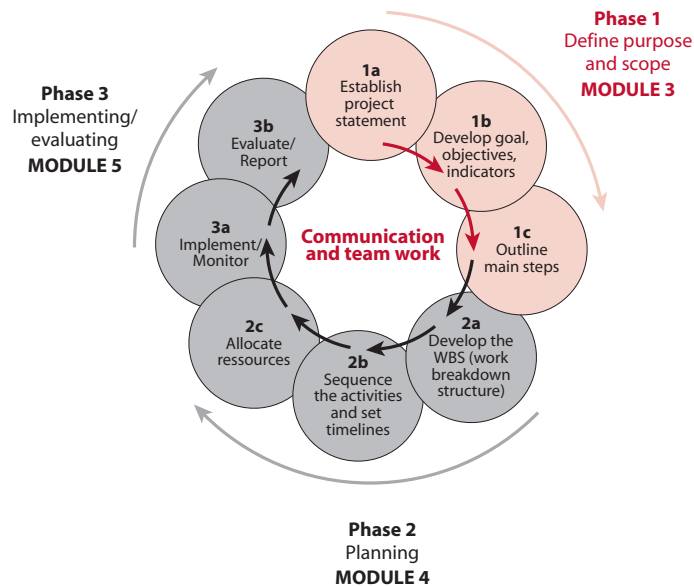 Phase 1
Define purpose
and scope
MODULE 3
1a
Establish
project
statement
1b
Develop goal,
objectives,
indicators
1c
Outline
main steps
2a
Develop the
WBS (work
breakdown
structure)
2b
Sequence
the activities
and set
timelines
2c
Allocate
ressources
3a
Implement/
Monitor
3b
Evaluate/
Report
Communication
and team work
Phase 2
Planning
MODULE 4
Phase 3
Implementing/
evaluating
MODULE 5